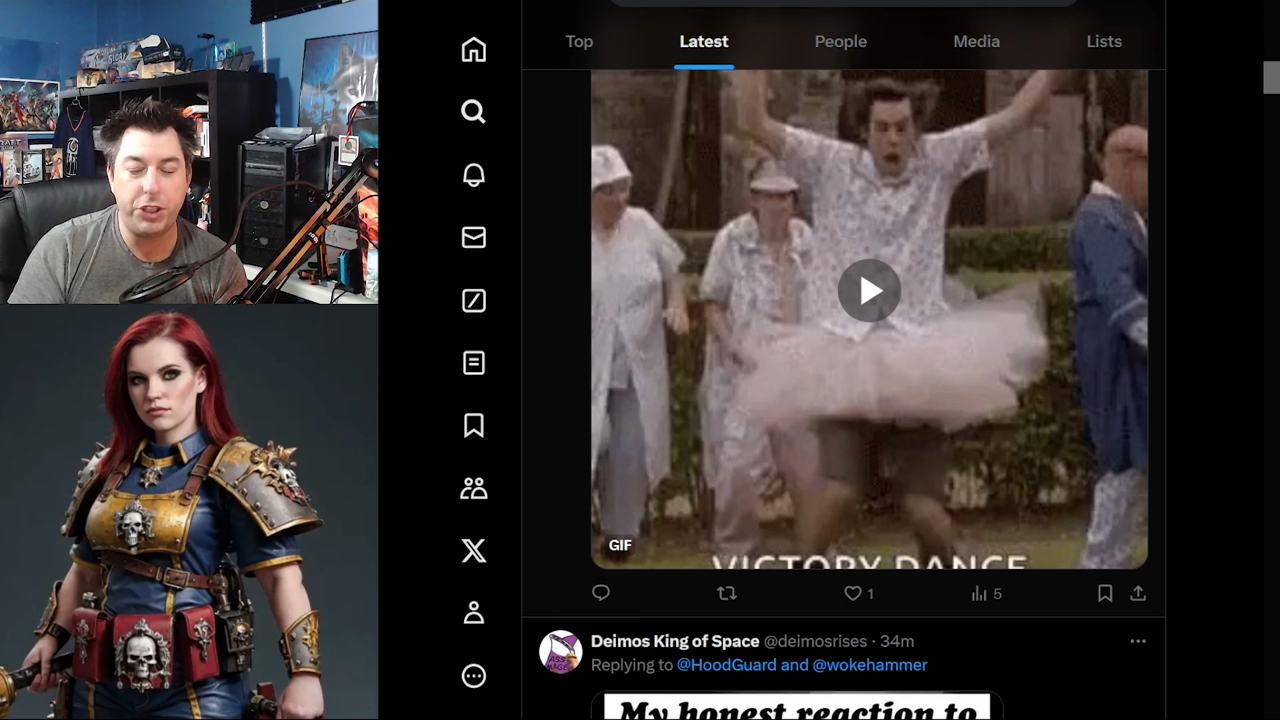 Top Latest People Media Lists
GIF
VICTORY DANCE
1 5
Deimos King of Space @deimosrises · 34m
Replying to @HoodGuard and @wokehammer
My honest reaction to